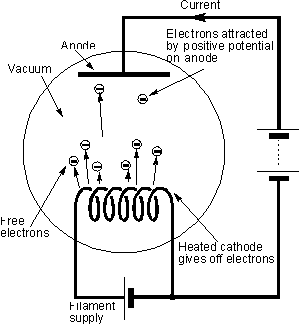 Current
Electrons attracted
by positive potential
on anode
Anode
Vacuum
Free
electrons
Heated cathode
gives off electrons
Filament
supply